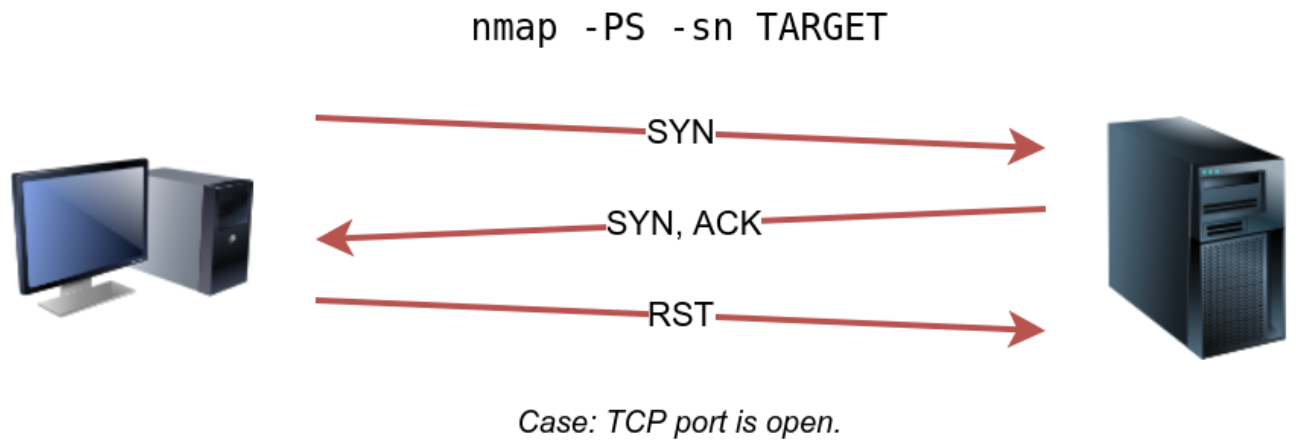 nmap -PS -sn TARGET
SYN
SYN, ACK
RST
Case: TCP port is open.